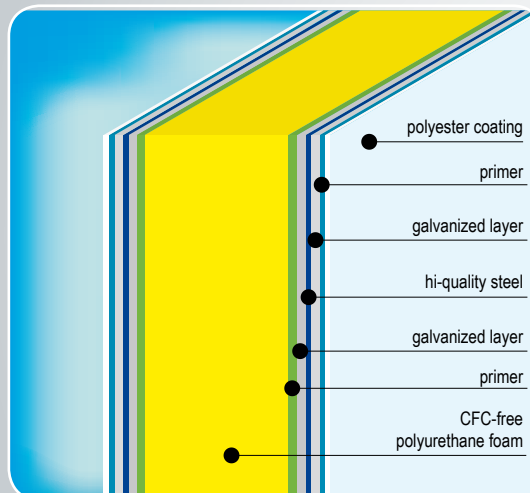 polyester coating
primer
galvanized layer
hi-quality steel
galvanized layer
primer
CFC-free
polyurethane foam